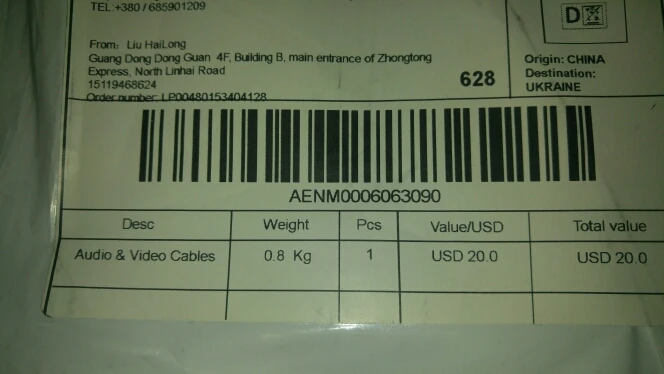 TEL:+380 / 685901209
D
From: Liu HaiLong
Guang Dong Dong Guan 4F, Building B, main entrance of Zhongtong
Express, North Linhai Road
15119468624
628
Order number: LP00480153404128
Origin: CHINA
Destination:
UKRAINE
AENM0006063090
Desc Weight Pcs Value/USD Total value
Audio & Video Cables 0.8 Kg 1 USD 20.0 USD 20.0